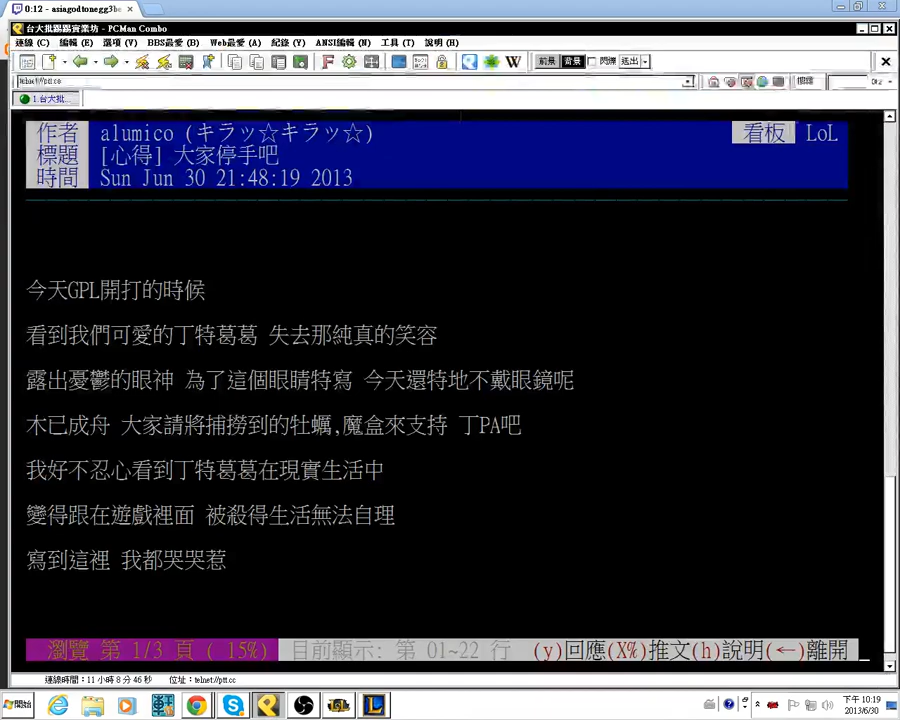 0:12 - asiagodtonegg3be
台大批踢踢實業坊 - PCMan Combo
連線 (C) 編輯 (E) 選項 (V) BBS最愛 (B) Web最愛 (A) 紀錄 (Y) ANSI編輯 (N) 工具 (T) 說明 (H)
前景 背景 閃爍 送出
telnet://ptt.cc
1.台大批...
作者 alumico (キラッ☆キラッ☆) 看板 LoL
標題 [心得] 大家停手吧
時間 Sun Jun 30 21:48:19 2013
今天GPL開打的時候
看到我們可愛的丁特葛葛 失去那純真的笑容
露出憂鬱的眼神 為了這個眼睛特寫 今天還特地不戴眼鏡呢
木已成舟 大家請將捕撈到的牡蠣,魔盒來支持 丁PA吧
我好不忍心看到丁特葛葛在現實生活中
變得跟在遊戲裡面 被殺得生活無法自理
寫到這裡 我都哭哭惹
瀏覽 第 1/3 頁 ( 15%) 目前顯示: 第 01~22 行 (y)回應(X%)推文(h)說明(←)離開
連線時間：11 小時 8 分 46 秒 位址：telnet://ptt.cc
開始
下午 10:19
2013/6/30